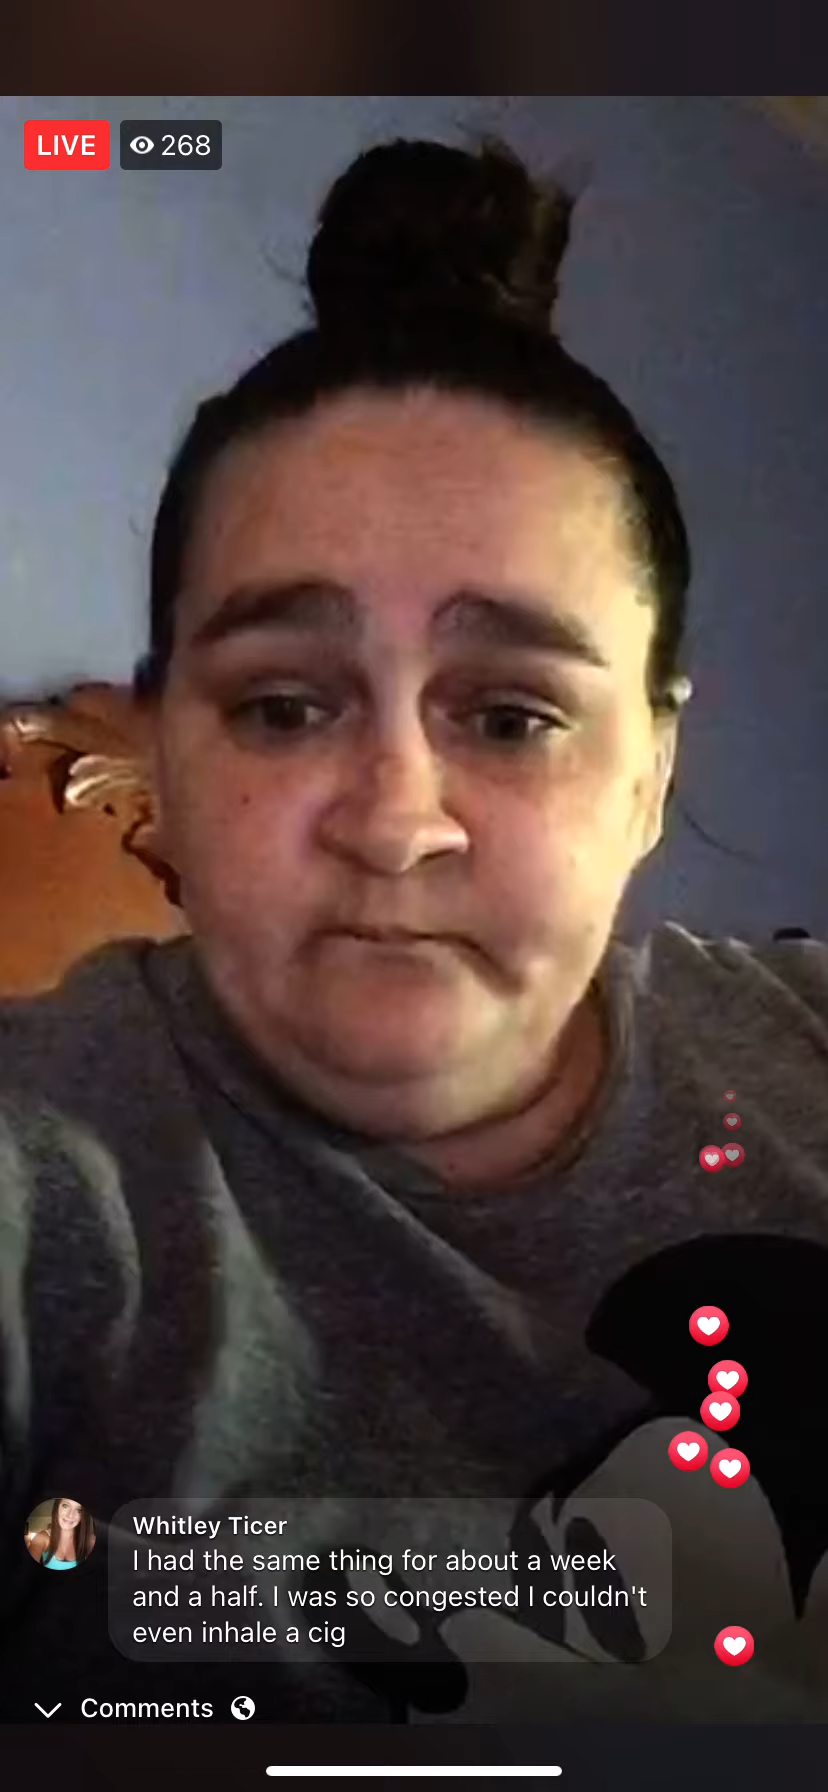 LIVE 268
Whitley Ticer
I had the same thing for about a week
and a half. I was so congested I couldn't
even inhale a cig
Comments